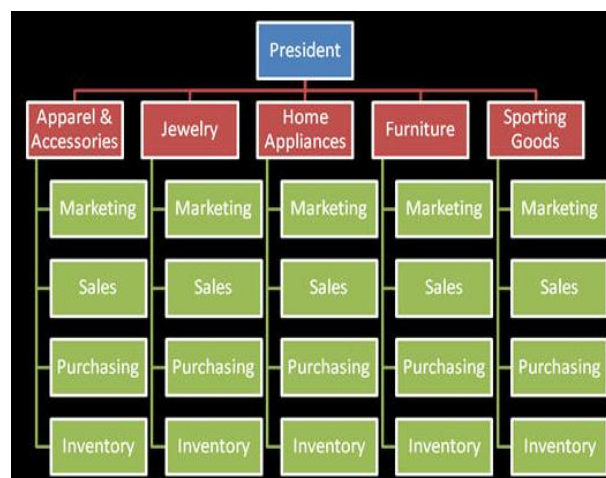 President
Apparel &
Accessories
Jewelry
Home
Appliances
Furniture
Sporting
Goods
Marketing
Marketing
Marketing
Marketing
Marketing
Sales
Sales
Sales
Sales
Sales
Purchasing
Purchasing
Purchasing
Purchasing
Purchasing
Inventory
Inventory
Inventory
Inventory
Inventory